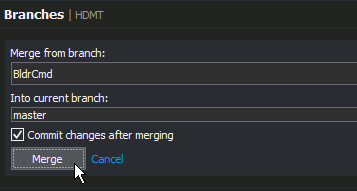 Branches | HDMT
Merge from branch:
BldrCmd
Into current branch:
master
Commit changes after merging
Merge Cancel